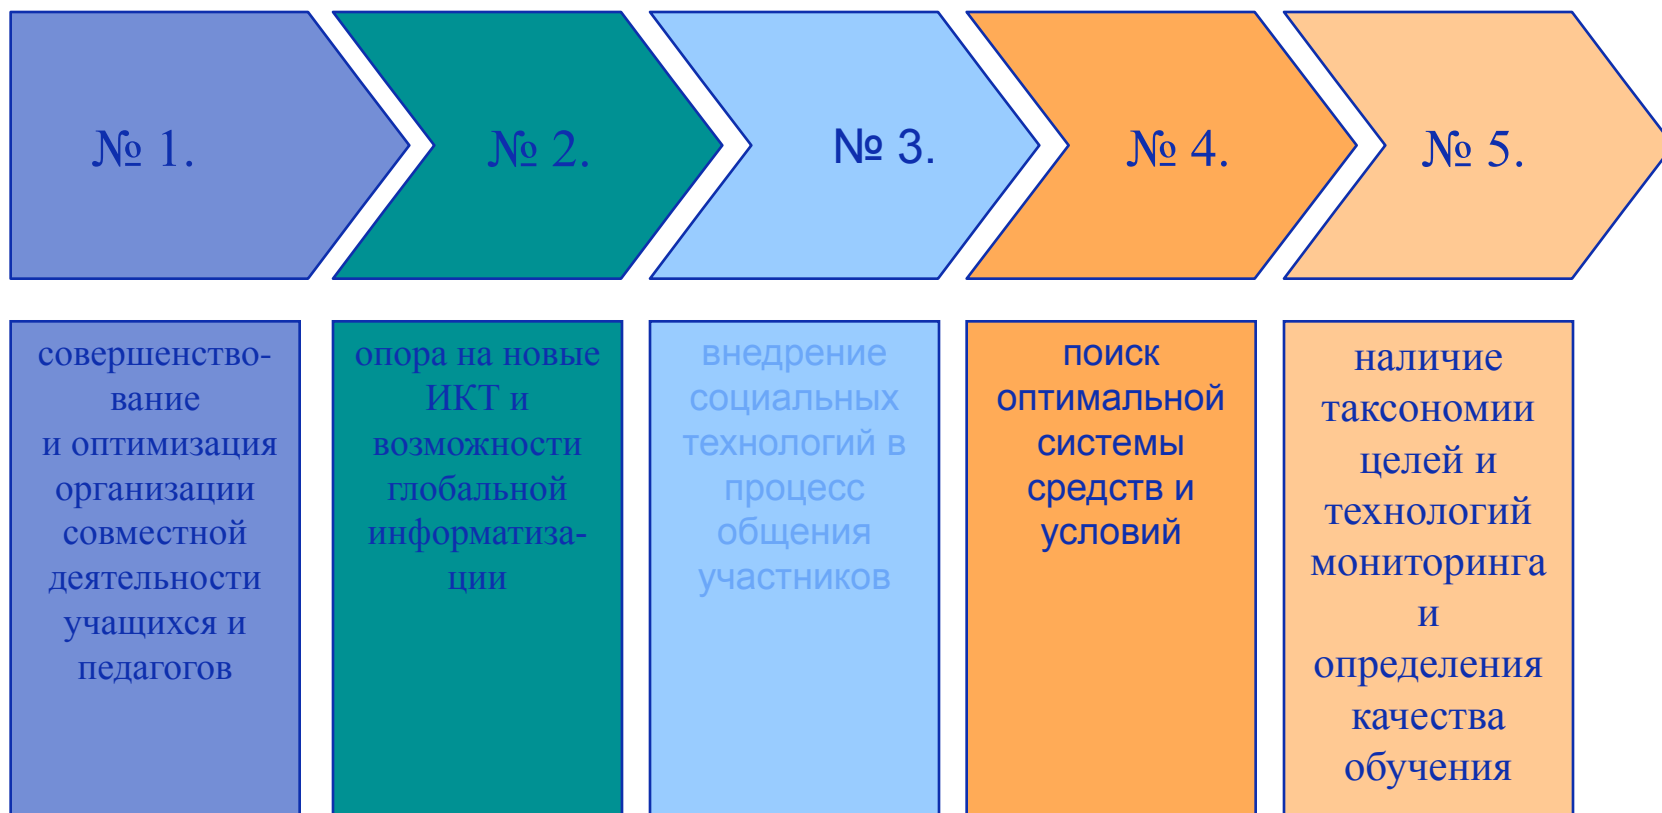 № 1.
№ 2.
№ 3.
№ 4.
№ 5.
совершенство-
вание
и оптимизация
организации
совместной
деятельности
учащихся и
педагогов
опора на новые
ИКТ и
возможности
глобальной
информатиза-
ции
внедрение
социальных
технологий в
процесс
общения
участников
поиск
оптимальной
системы
средств и
условий
наличие
таксономии
целей и
технологий
мониторинга
и
определения
качества
обучения